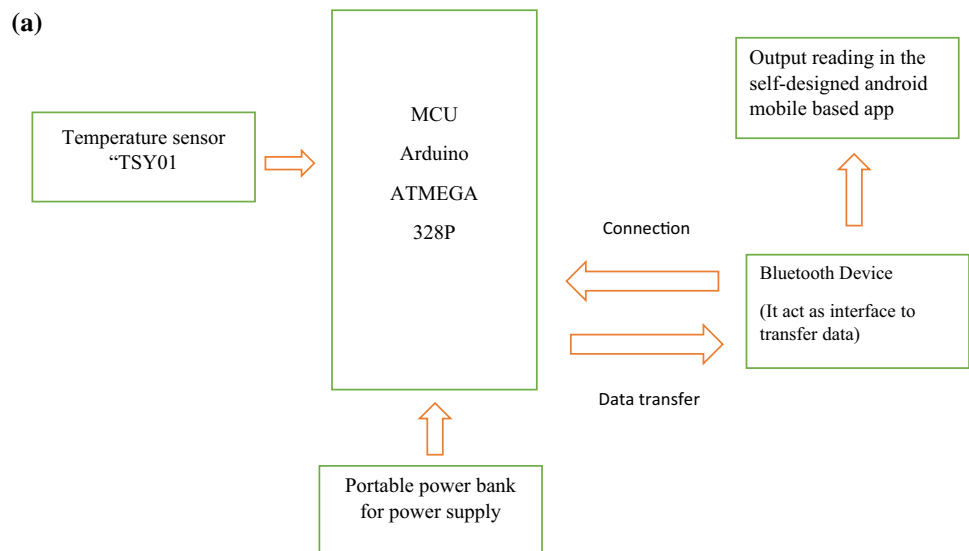 (a)
Temperature sensor
“TSY01
MCU
Arduino
ATMEGA
328P
Output reading in the
self-designed android
mobile based app
Connection
Bluetooth Device
(It act as interface to
transfer data)
Data transfer
Portable power bank
for power supply